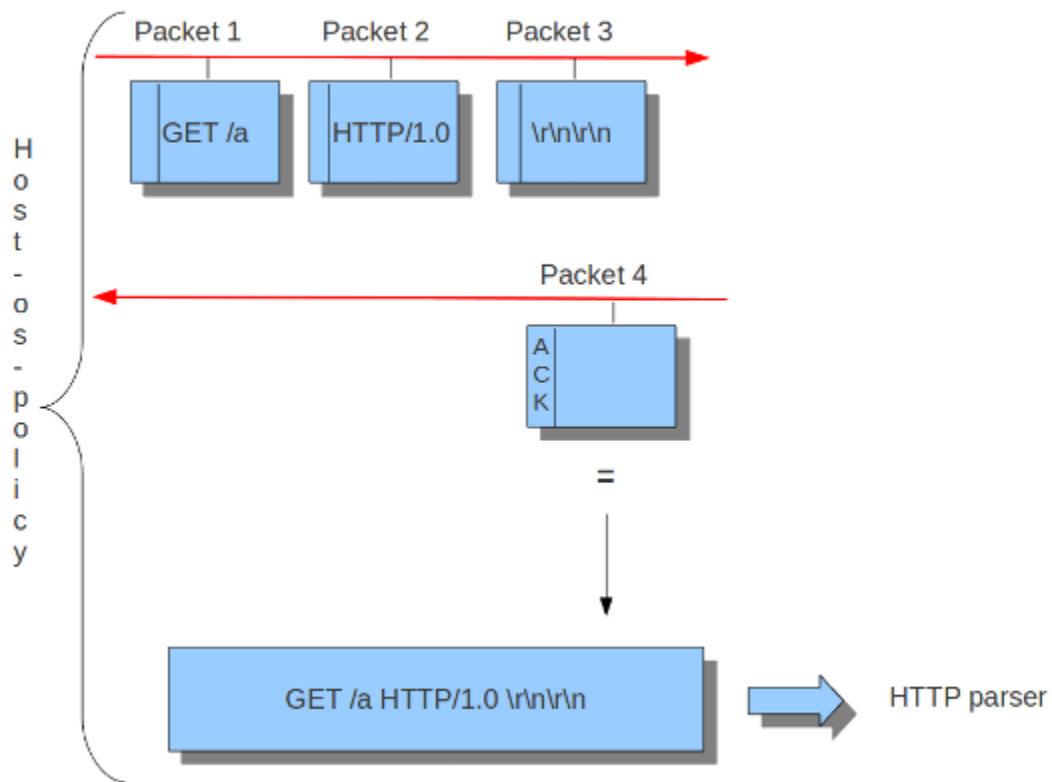 Packet 1
Packet 2
Packet 3
GET /a
HTTP/1.0
\r\n\r\n
Host-os-policy
Packet 4
ACK
=
GET /a HTTP/1.0 \r\n\r\n
HTTP parser